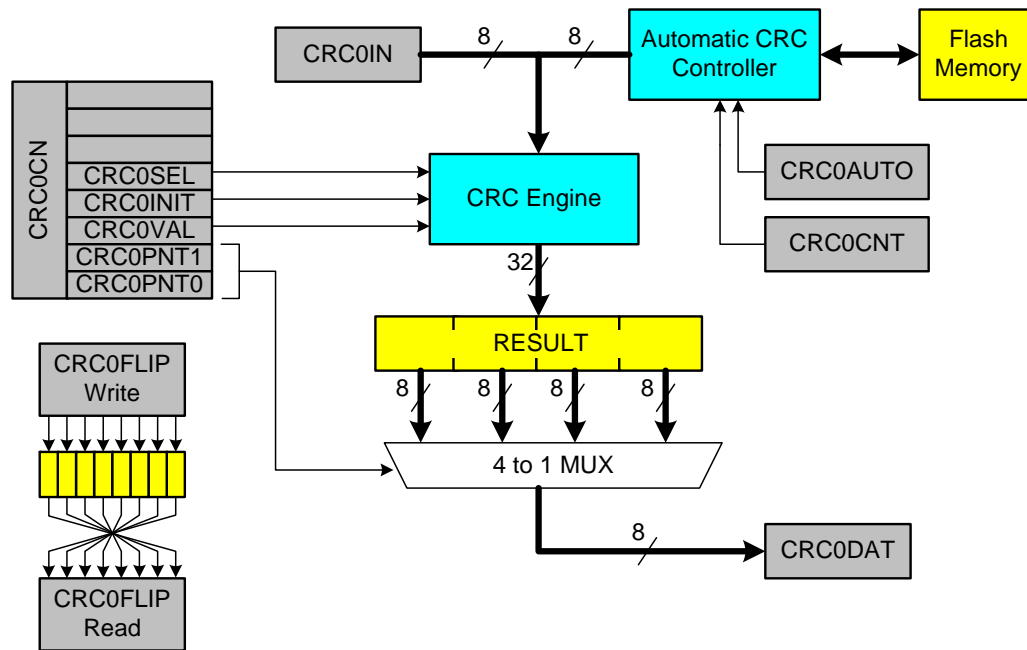 CRC0IN
8
8
Automatic CRC
Controller
Flash
Memory
CRC0CN
CRC0SEL
CRC0INIT
CRC0VAL
CRC0PNT1
CRC0PNT0
CRC Engine
CRC0AUTO
CRC0CNT
32
RESULT
8
8
8
8
4 to 1 MUX
8
CRC0DAT
CRC0FLIP
Write
CRC0FLIP
Read